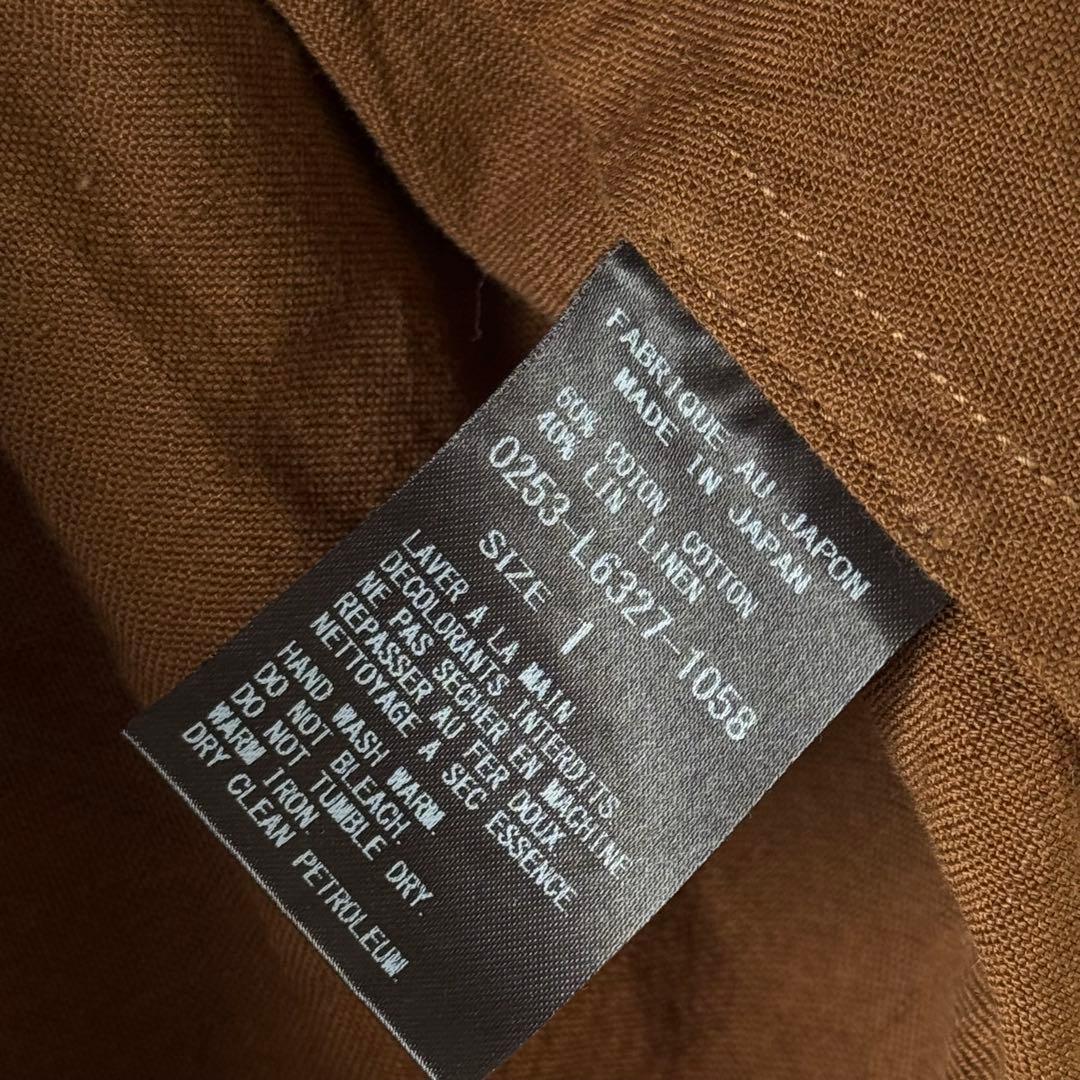 FABRIQUE AU JAPON
MADE IN JAPAN
60% COTON COTTON
40% LIN LINEN
0253-L6327-1058
SIZE 1
LAVER A LA MAIN
DECOLORANTS INTERDITS
NE PAS SECHER EN MACHINE
REPASSER AU FER DOUX
NETTOYAGE A SEC ESSENCE
HAND WASH WARM.
DO NOT BLEACH.
DO NOT TUMBLE DRY.
WARM IRON.
DRY CLEAN PETROLEUM.